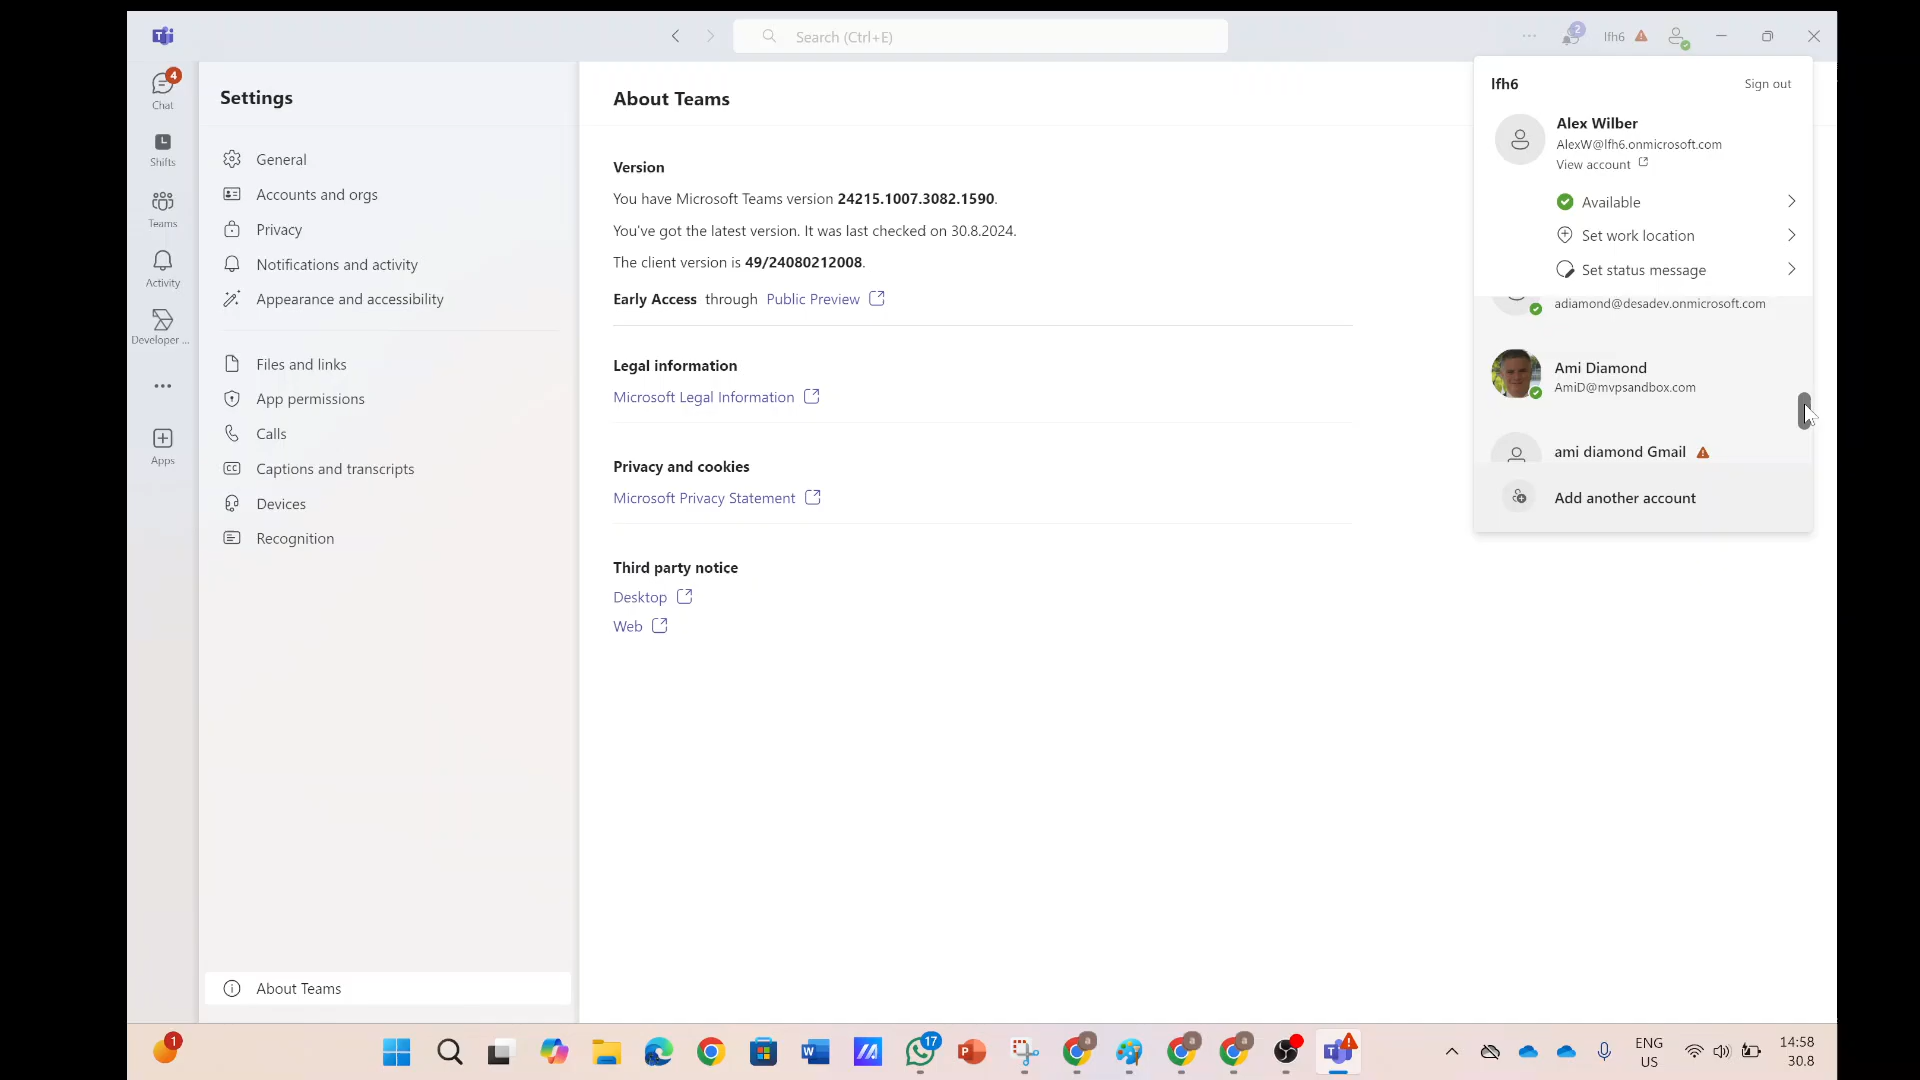 Search (Ctrl+E)
2
lfh6
4
Chat
Shifts
Teams
Activity
Developer ...
Apps
Settings
General
Accounts and orgs
Privacy
Notifications and activity
Appearance and accessibility
Files and links
App permissions
Calls
CC
Captions and transcripts
Devices
Recognition
About Teams
About Teams
Version
You have Microsoft Teams version 24215.1007.3082.1590.
You've got the latest version. It was last checked on 30.8.2024.
The client version is 49/24080212008.
Early Access through Public Preview
Legal information
Microsoft Legal Information
Privacy and cookies
Microsoft Privacy Statement
Third party notice
Desktop
Web
lfh6
Sign out
Alex Wilber
AlexW@lfh6.onmicrosoft.com
View account
Available
Set work location
Set status message
adiamond@desadev.onmicrosoft.com
Ami Diamond
AmiD@mvpsandbox.com
ami diamond Gmail
Add another account
1
W
17
P
a
a
a
ENG
US
14:58
30.8